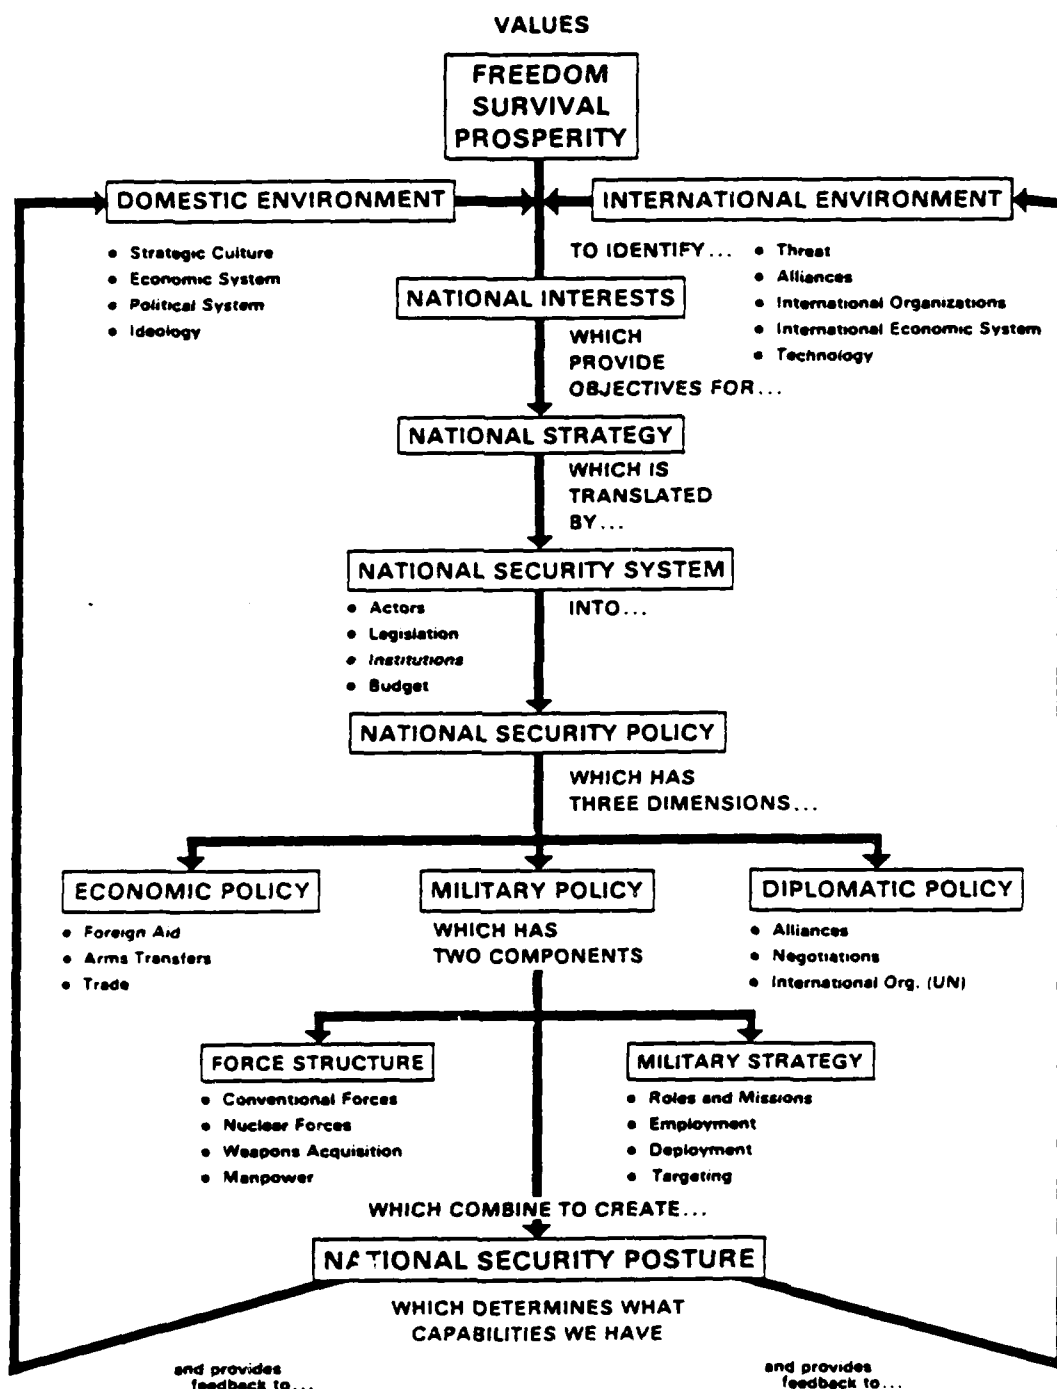 VALUES
FREEDOM
SURVIVAL
PROSPERITY
DOMESTIC ENVIRONMENT
INTERNATIONAL ENVIRONMENT
• Strategic Culture
• Economic System
• Political System
• Ideology
TO IDENTIFY...
• Threat
• Alliances
• International Organizations
• International Economic System
• Technology
NATIONAL INTERESTS
WHICH
PROVIDE
OBJECTIVES FOR...
NATIONAL STRATEGY
WHICH IS
TRANSLATED
BY...
NATIONAL SECURITY SYSTEM
• Actors
• Legislation
• Institutions
• Budget
INTO...
NATIONAL SECURITY POLICY
WHICH HAS
THREE DIMENSIONS...
ECONOMIC POLICY
• Foreign Aid
• Arms Transfers
• Trade
MILITARY POLICY
WHICH HAS
TWO COMPONENTS
DIPLOMATIC POLICY
• Alliances
• Negotiations
• International Org. (UN)
FORCE STRUCTURE
• Conventional Forces
• Nuclear Forces
• Weapons Acquisition
• Manpower
MILITARY STRATEGY
• Roles and Missions
• Employment
• Deployment
• Targeting
WHICH COMBINE TO CREATE...
NATIONAL SECURITY POSTURE
WHICH DETERMINES WHAT
CAPABILITIES WE HAVE
and provides
feedback to...
and provides
feedback to...